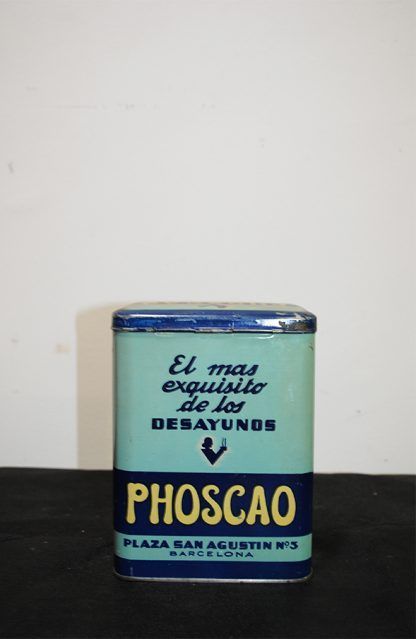 El mas
exquisito
de los
DESAYUNOS
PHOSCAO
PLAZA SAN AGUSTIN Nº3
BARCELONA